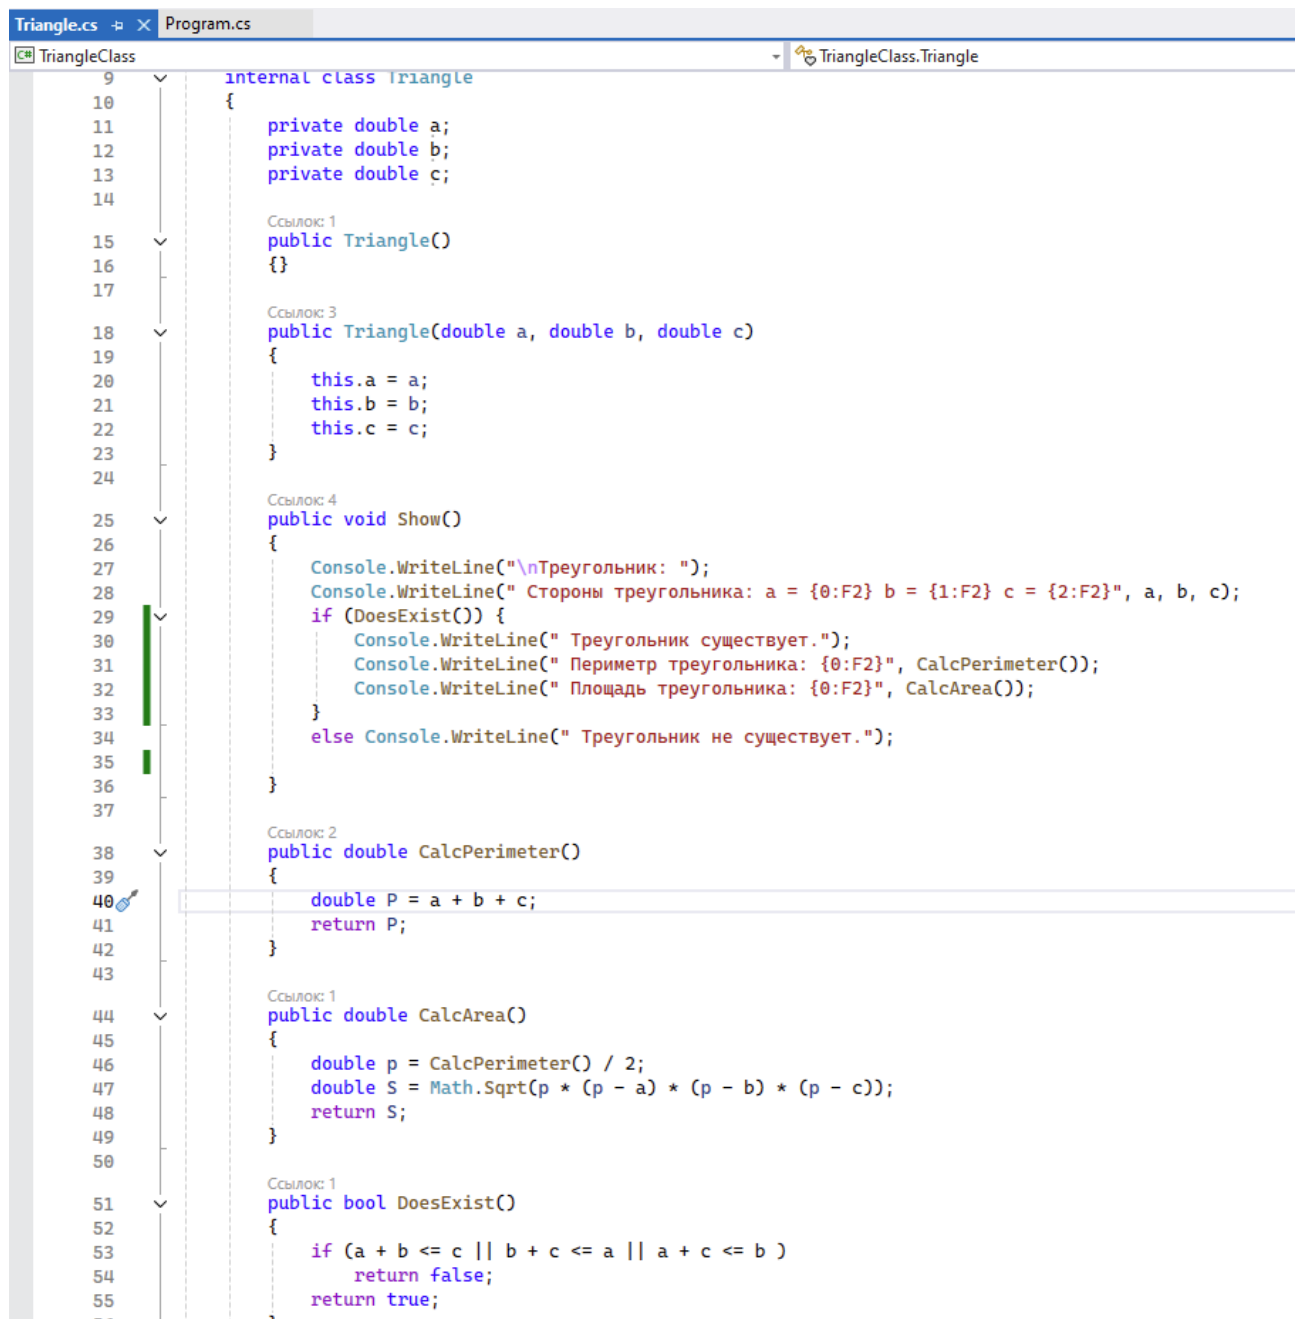 Triangle.cs Program.cs
TriangleClass TriangleClass.Triangle
9 internal class Triangle
10 {
11 private double a;
12 private double b;
13 private double c;
14
Ссылок: 1
15 public Triangle()
16 {}
17
Ссылок: 3
18 public Triangle(double a, double b, double c)
19 {
20 this.a = a;
21 this.b = b;
22 this.c = c;
23 }
24
Ссылок: 4
25 public void Show()
26 {
27 Console.WriteLine("\nТреугольник: ");
28 Console.WriteLine(" Стороны треугольника: a = {0:F2} b = {1:F2} c = {2:F2}", a, b, c);
29 if (DoesExist()) {
30 Console.WriteLine(" Треугольник существует.");
31 Console.WriteLine(" Периметр треугольника: {0:F2}", CalcPerimeter());
32 Console.WriteLine(" Площадь треугольника: {0:F2}", CalcArea());
33 }
34 else Console.WriteLine(" Треугольник не существует.");
35
36 }
37
Ссылок: 2
38 public double CalcPerimeter()
39 {
40 double P = a + b + c;
41 return P;
42 }
43
Ссылок: 1
44 public double CalcArea()
45 {
46 double p = CalcPerimeter() / 2;
47 double S = Math.Sqrt(p * (p - a) * (p - b) * (p - c));
48 return S;
49 }
50
Ссылок: 1
51 public bool DoesExist()
52 {
53 if (a + b <= c || b + c <= a || a + c <= b )
54 return false;
55 return true;